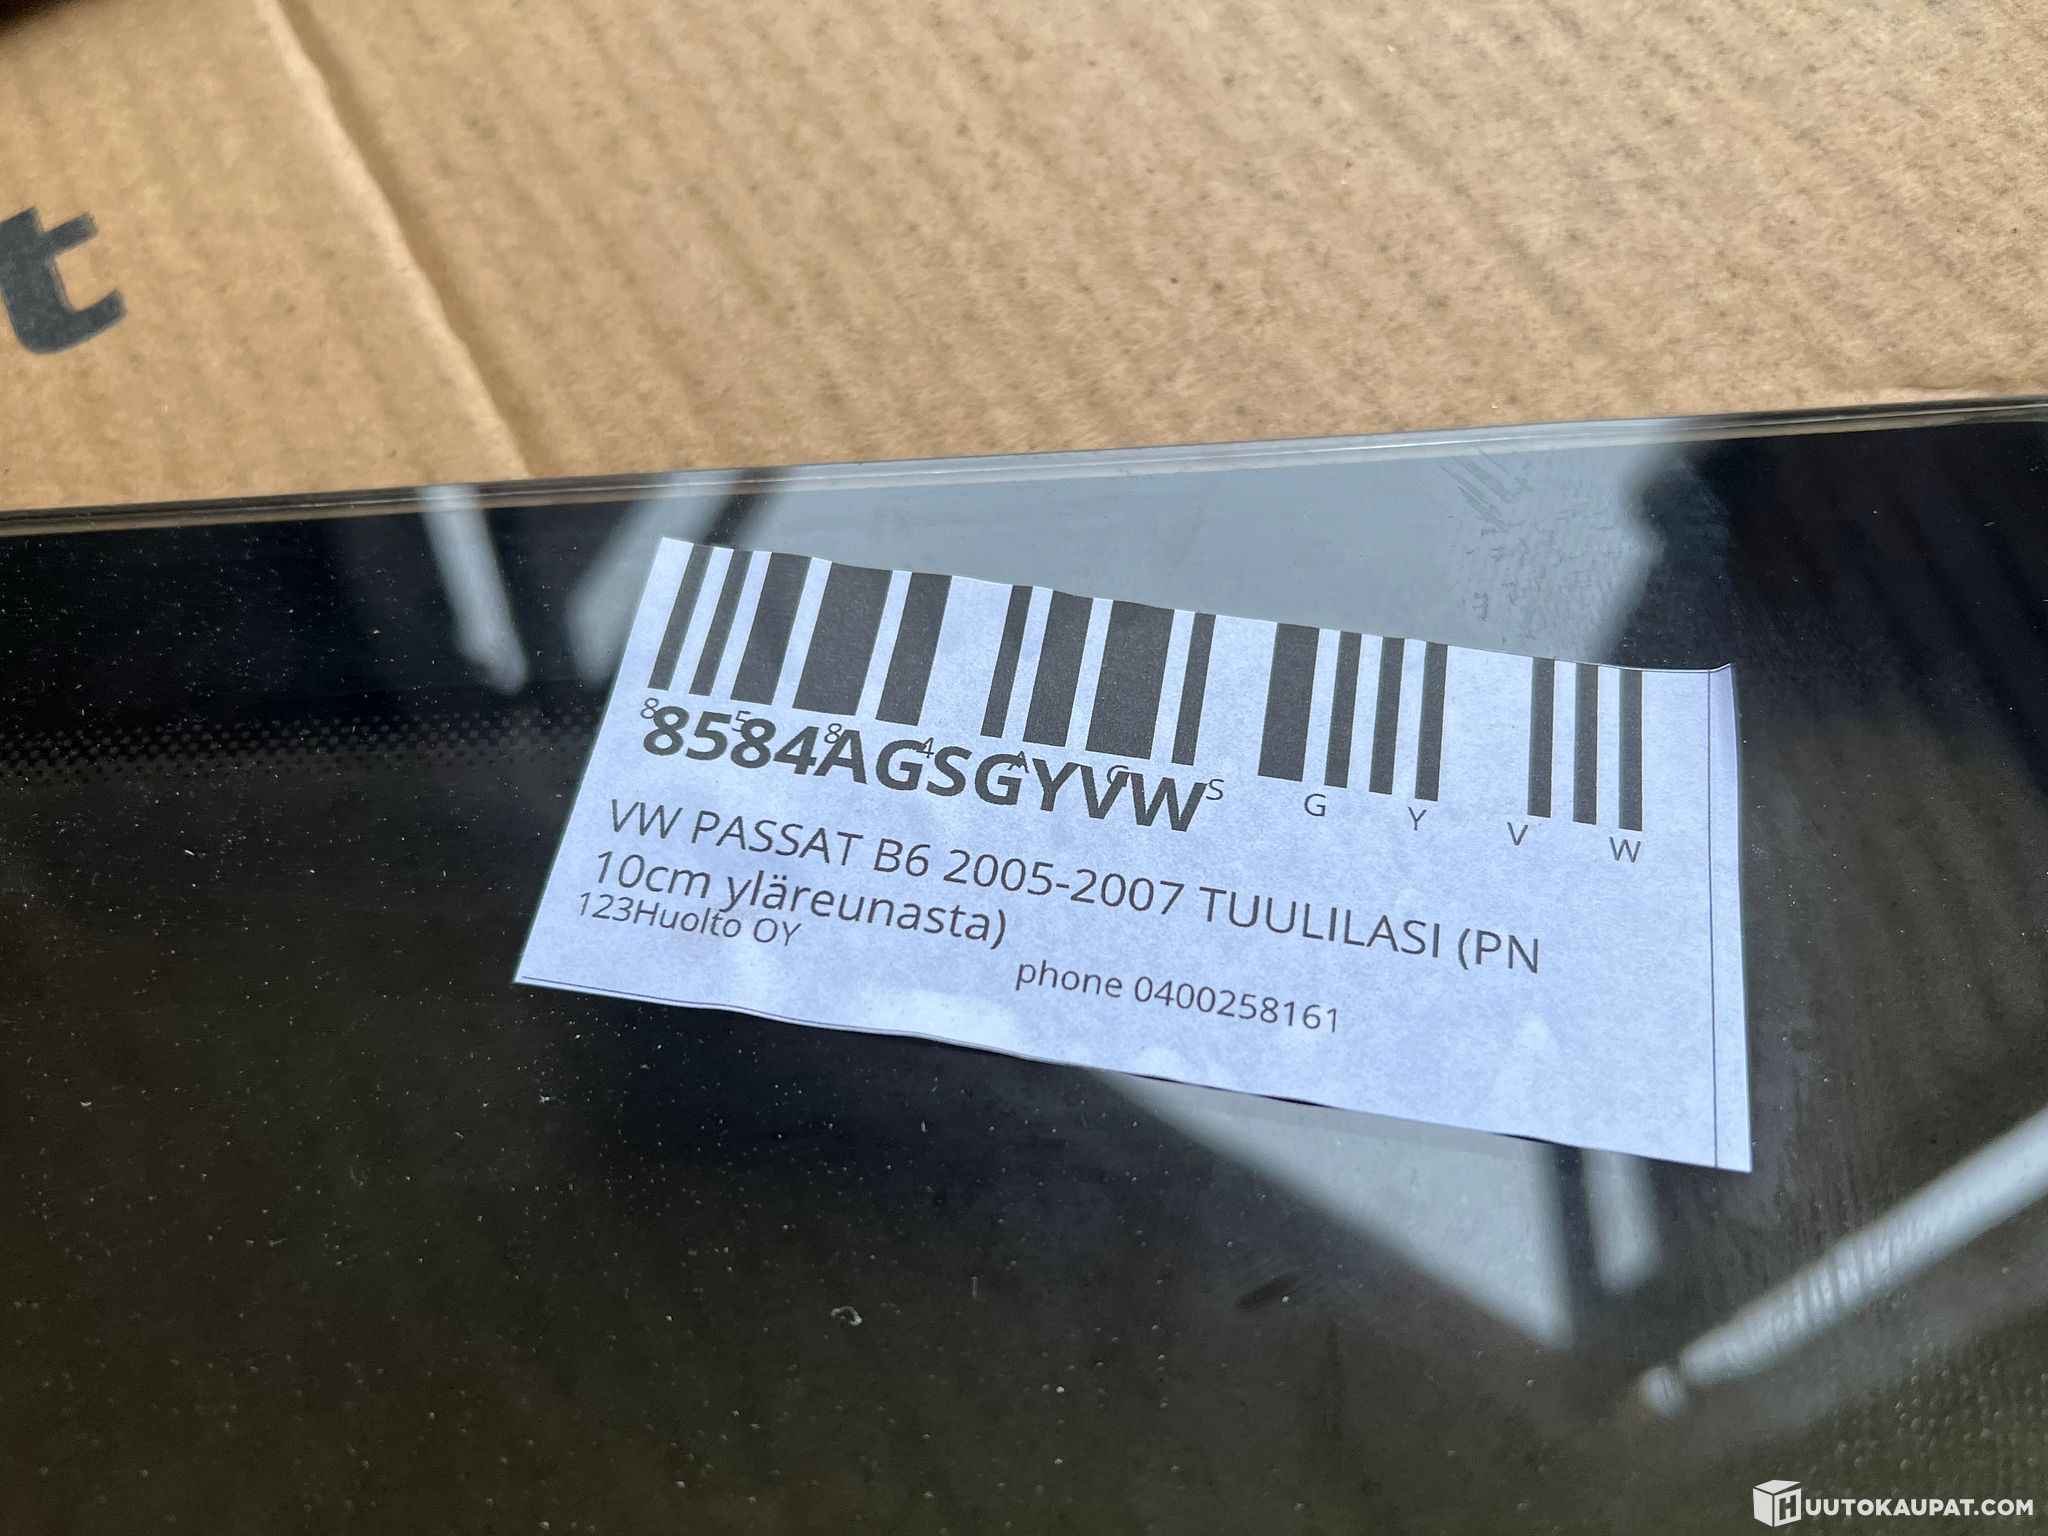 t
8 5 8 4 A G S G Y V W
8584AGSGYVW
VW PASSAT B6 2005-2007 TUULILASI (PN
10cm yläreunasta)
123Huolto OY
phone 0400258161
HUUTOKAUPAT.COM